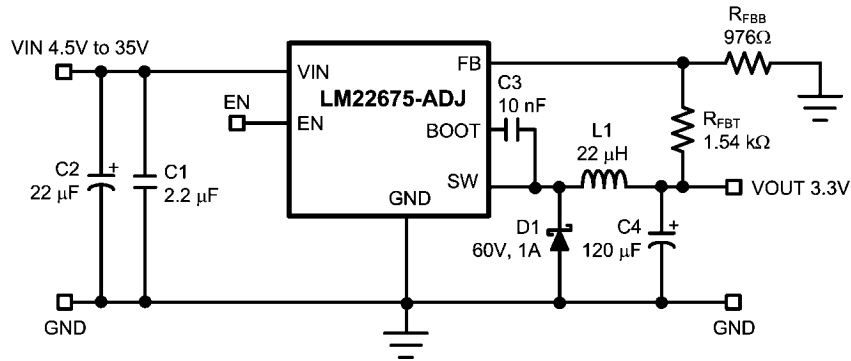 VIN 4.5V to 35V
VIN
FB
RFBB
976Ω
LM22675-ADJ
EN
EN
C3
10 nF
BOOT
L1
22 μH
RFBT
1.54 kΩ
C2
22 μF
+
C1
2.2 μF
SW
GND
VOUT 3.3V
D1
60V, 1A
C4
120 μF
+
GND
GND